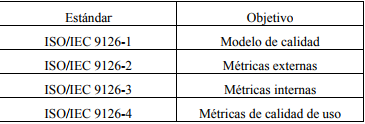 Estándar Objetivo
ISO/IEC 9126-1 Modelo de calidad
ISO/IEC 9126-2 Métricas externas
ISO/IEC 9126-3 Métricas internas
ISO/IEC 9126-4 Métricas de calidad de uso